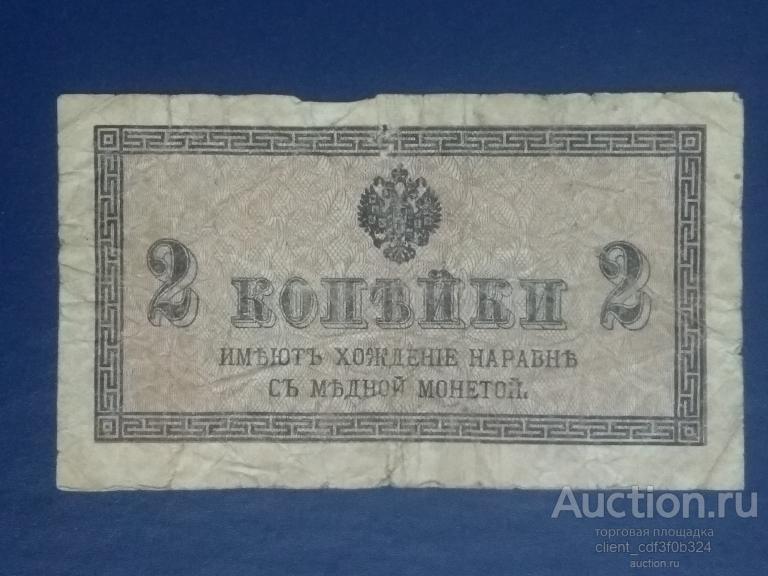 2 КОПѢЙКИ 2
ИМѢЮТЪ ХОЖДЕНІЕ НАРАВНѢ
СЪ МѢДНОЙ МОНЕТОЙ.
Auction.ru
торговая площадка
client_cdf3f0b324
auction.ru